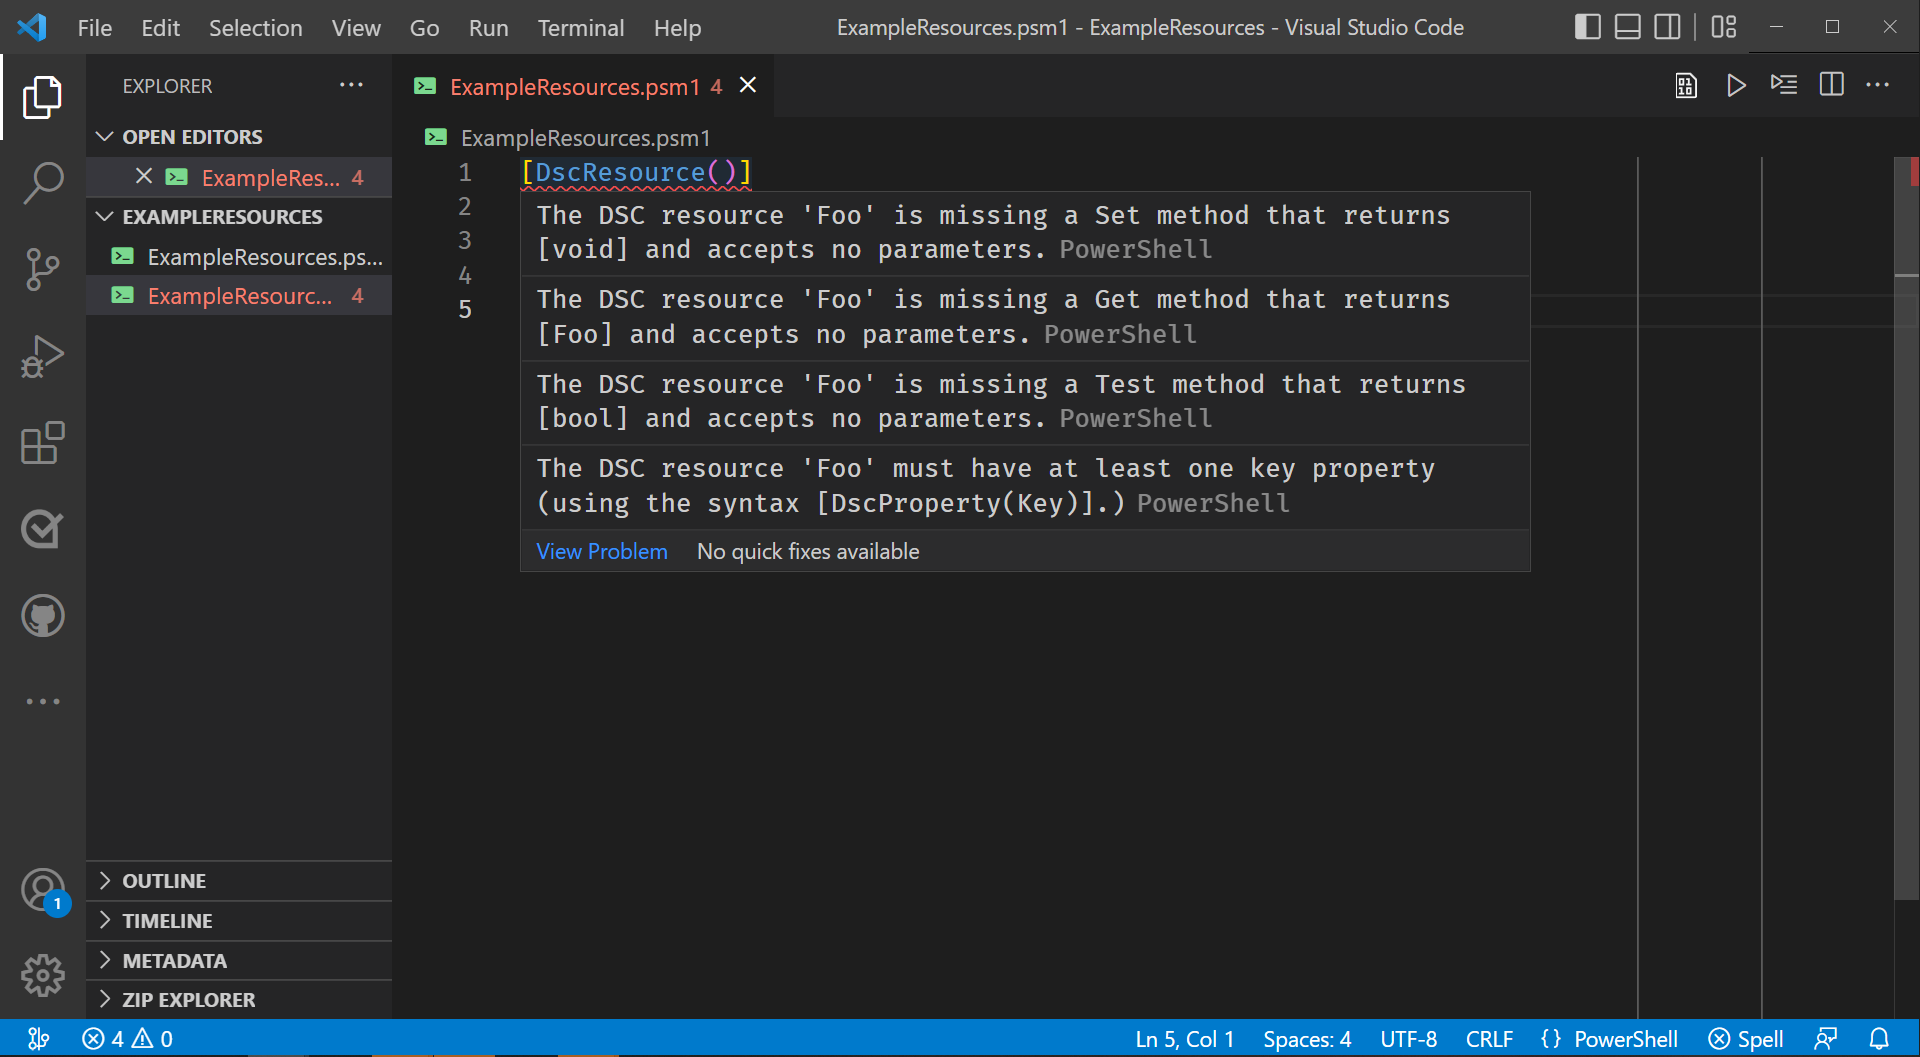 File Edit Selection View Go Run Terminal Help
ExampleResources.psm1 - ExampleResources - Visual Studio Code
EXPLORER
OPEN EDITORS
ExampleRes... 4
EXAMPLERESOURCES
ExampleResources.ps...
ExampleResourc... 4
OUTLINE
TIMELINE
METADATA
ZIP EXPLORER
1
ExampleResources.psm1 4
ExampleResources.psm1
1 [DscResource()]
2
3
4
5
The DSC resource 'Foo' is missing a Set method that returns
[void] and accepts no parameters. PowerShell
The DSC resource 'Foo' is missing a Get method that returns
[Foo] and accepts no parameters. PowerShell
The DSC resource 'Foo' is missing a Test method that returns
[bool] and accepts no parameters. PowerShell
The DSC resource 'Foo' must have at least one key property
(using the syntax [DscProperty(Key)].) PowerShell
View Problem No quick fixes available
4 0 Ln 5, Col 1 Spaces: 4 UTF-8 CRLF {} PowerShell Spell